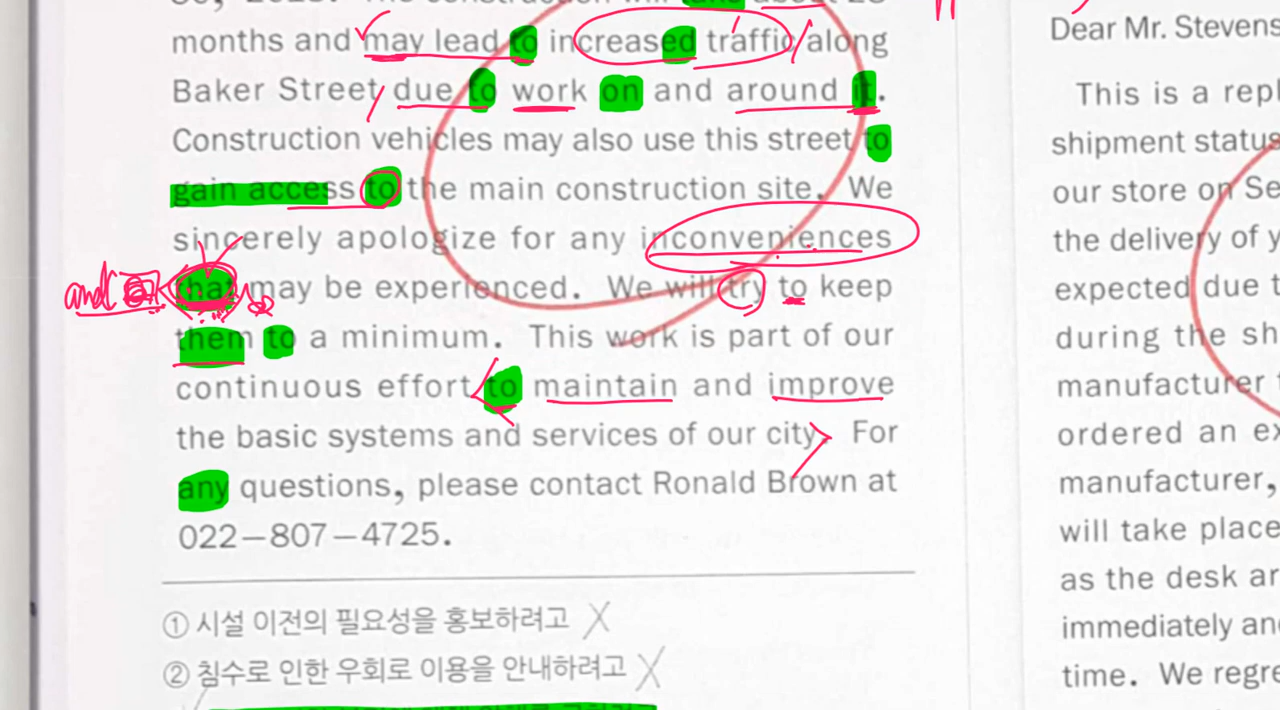 months and may lead to increased traffic along
Baker Street due to work on and around it.
Construction vehicles may also use this street to
gain access to the main construction site. We
sincerely apologize for any inconveniences
and
that may be experienced. We will try to keep
them to a minimum. This work is part of our
continuous effort to maintain and improve
the basic systems and services of our city. For
any questions, please contact Ronald Brown at
022-807-4725.
① 시설 이전의 필요성을 홍보하려고
② 침수로 인한 우회로 이용을 안내하려고
Dear Mr. Stevens
This is a
shipment status
our store on
the delivery of
expected due
during the
manufacturer
ordered an
manufacturer,
will take place
as the desk
immediately
time. We